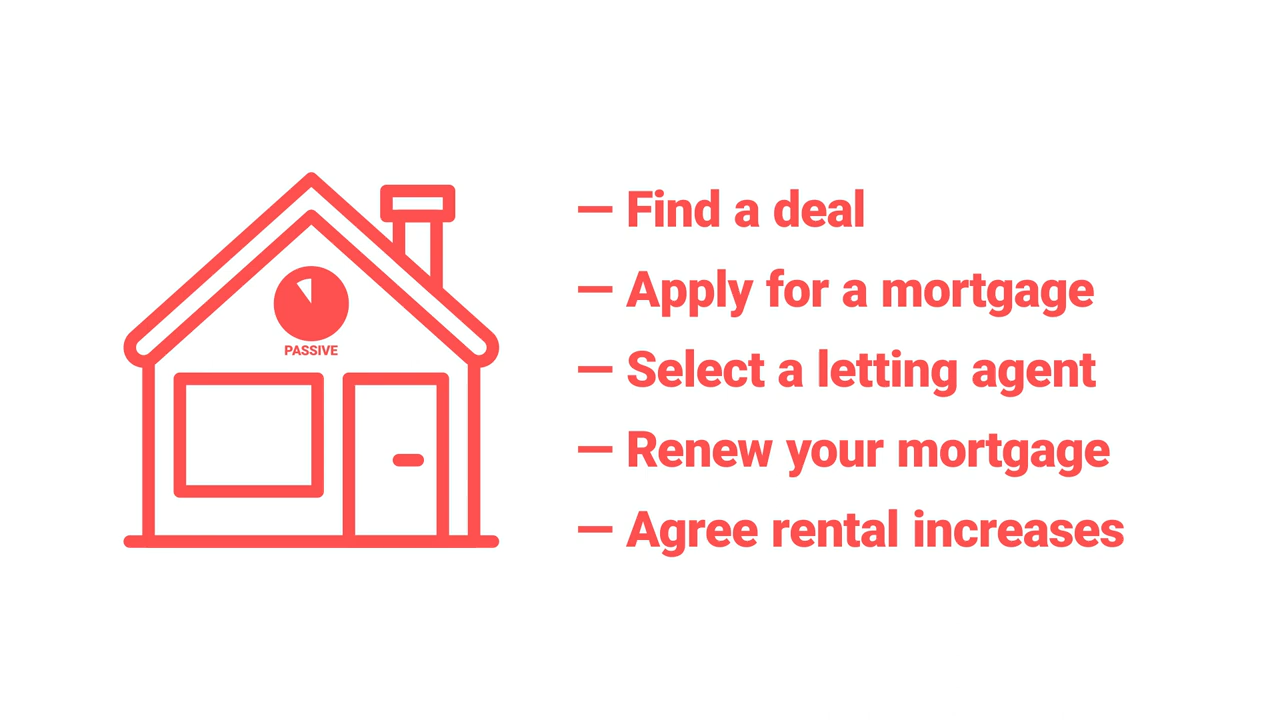 PASSIVE
— Find a deal
— Apply for a mortgage
— Select a letting agent
— Renew your mortgage
— Agree rental increases